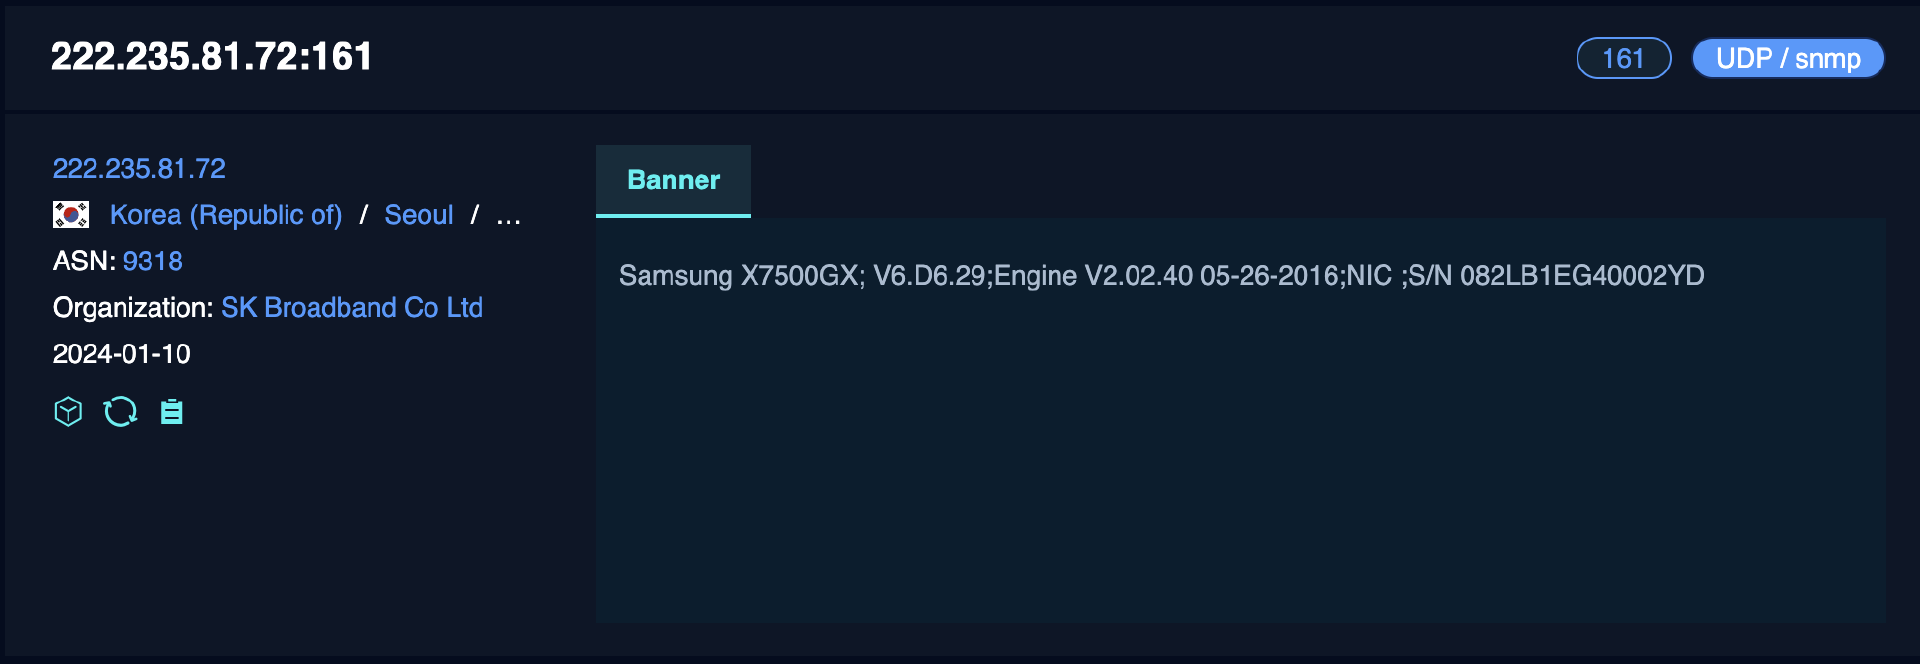 222.235.81.72:161
161
UDP / snmp
222.235.81.72
Korea (Republic of) / Seoul / ...
ASN: 9318
Organization: SK Broadband Co Ltd
2024-01-10
Banner
Samsung X7500GX; V6.D6.29;Engine V2.02.40 05-26-2016;NIC ;S/N 082LB1EG40002YD